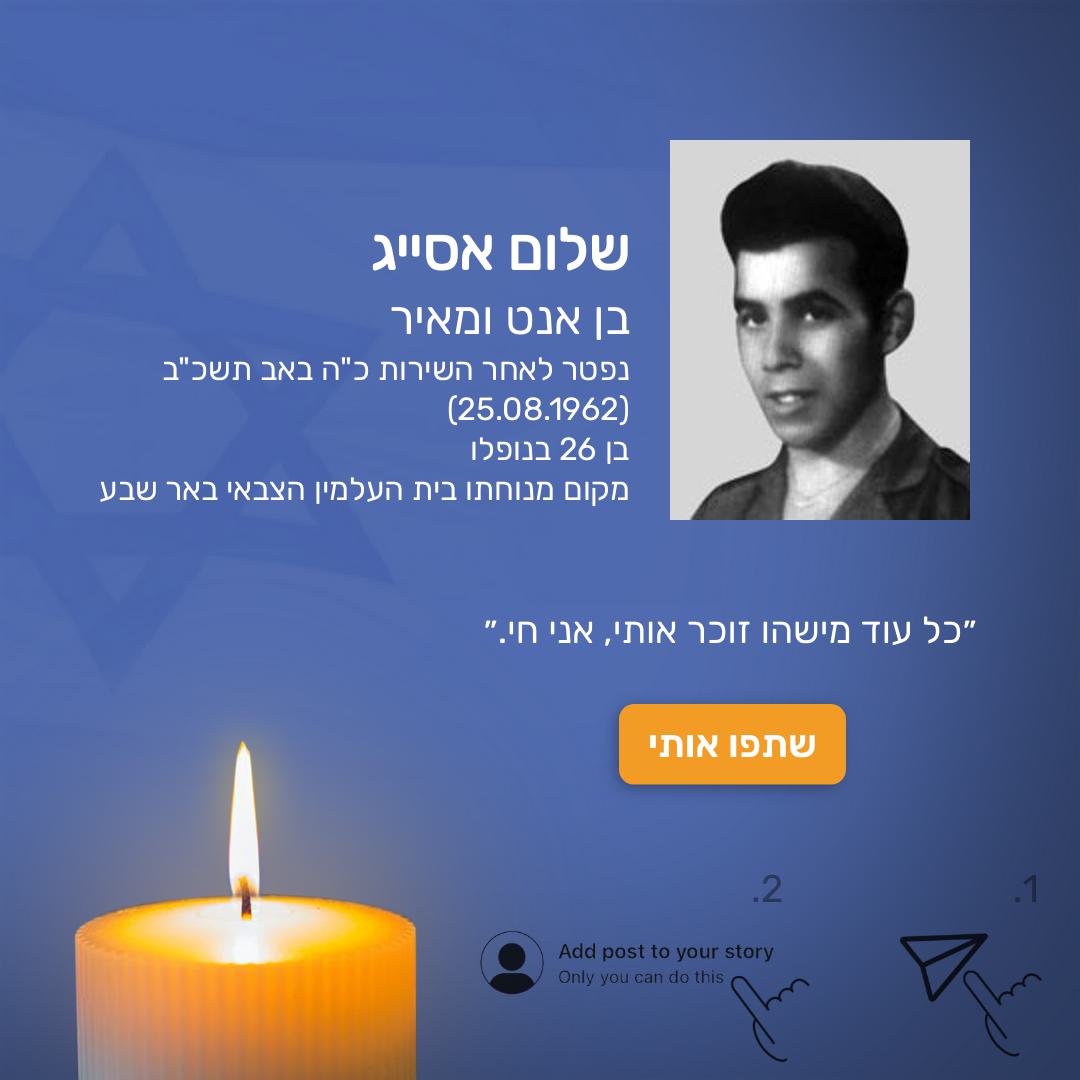 שלום אסייג
בן אנט ומאיר
נפטר לאחר השירות כ"ה באב תשכ"ב
(25.08.1962)
בן 26 בנופלו
מקום מנוחתו בית העלמין הצבאי באר שבע
״כל עוד מישהו זוכר אותי, אני חי.״
שתפו אותי
1.
2.
Add post to your story
Only you can do this